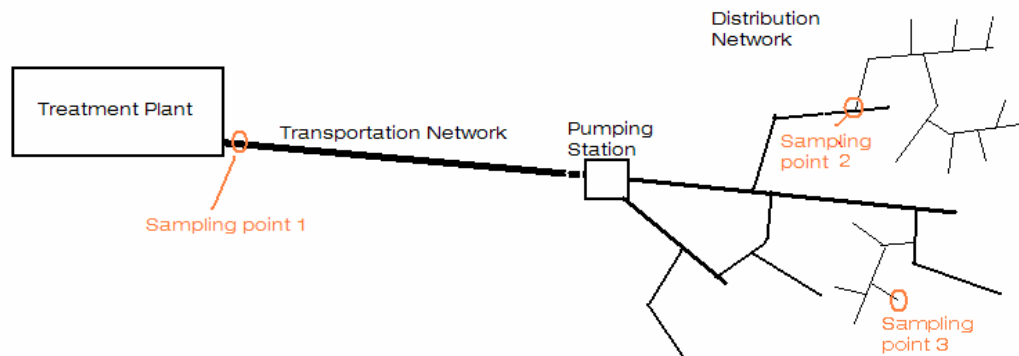 Distribution
Network
Treatment Plant
Transportation Network
Pumping
Station
Sampling
point 2
Sampling point 1
Sampling
point 3